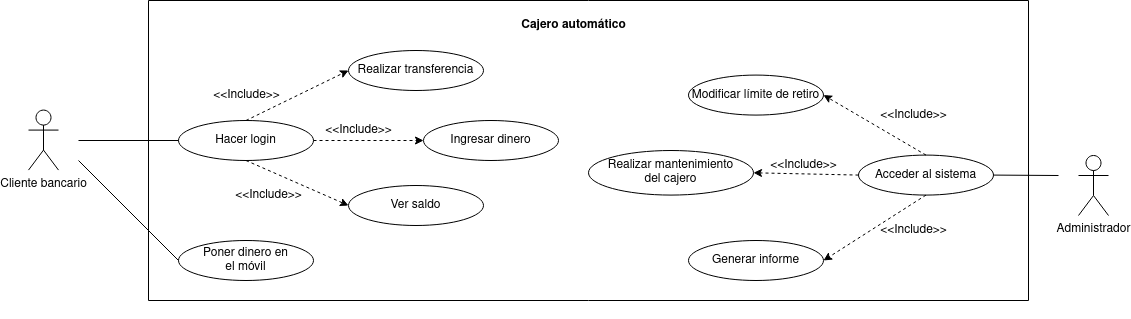 Cajero automático
Realizar transferencia
<<Include>>
Modificar límite de retiro
<<Include>>
Hacer login
<<Include>>
Ingresar dinero
Realizar mantenimiento
del cajero
<<Include>>
Acceder al sistema
Cliente bancario
<<Include>>
Ver saldo
<<Include>>
Administrador
Poner dinero en
el móvil
Generar informe